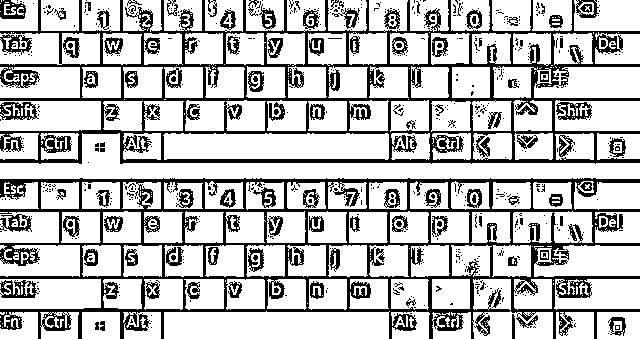 Esc 1 2 3 4 5 6 7 8 9 0 =
Tab q w e r t y u i o p [ ] \ Del
Caps a s d f g h j k l 回车
Shift z x c v b n m / Shift
Fn Ctrl Alt Alt Ctrl
Esc 1 2 3 4 5 6 7 8 9 0 =
Tab q w e r t y u i o p [ ] \ Del
Caps a s d f g h j k l 回车
Shift z x c v b n m / Shift
Fn Ctrl Alt Alt Ctrl